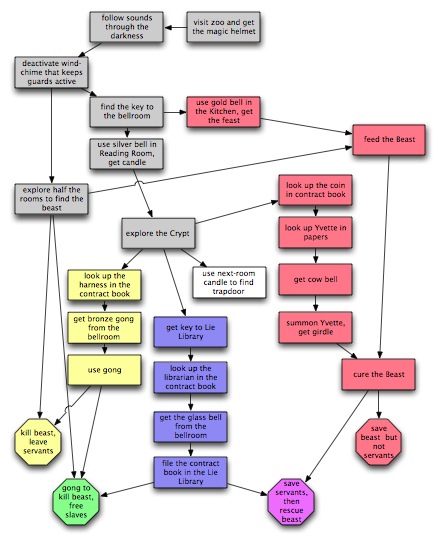 follow sounds
through the
darkness
visit zoo and get
the magic helmet
deactivate wind-
chime that keeps
guards active
find the key to
the bellroom
use gold bell in
the Kitchen, get
the feast
feed the Beast
use silver bell in
Reading Room,
get candle
explore half the
rooms to find the
beast
look up the coin
in contract book
explore the Crypt
look up Yvette in
papers
look up the
harness in the
contract book
use next-room
candle to find
trapdoor
get cow bell
get bronze gong
from the
bellroom
get key to Lie
Library
summon Yvette,
get girdle
use gong
look up the
librarian in the
contract book
cure the Beast
kill beast,
leave
servants
get the glass bell
from the
bellroom
save
beast but
not
servants
gong to
kill beast,
free
slaves
file the contract
book in the Lie
Library
save
servants,
then
rescue
beast